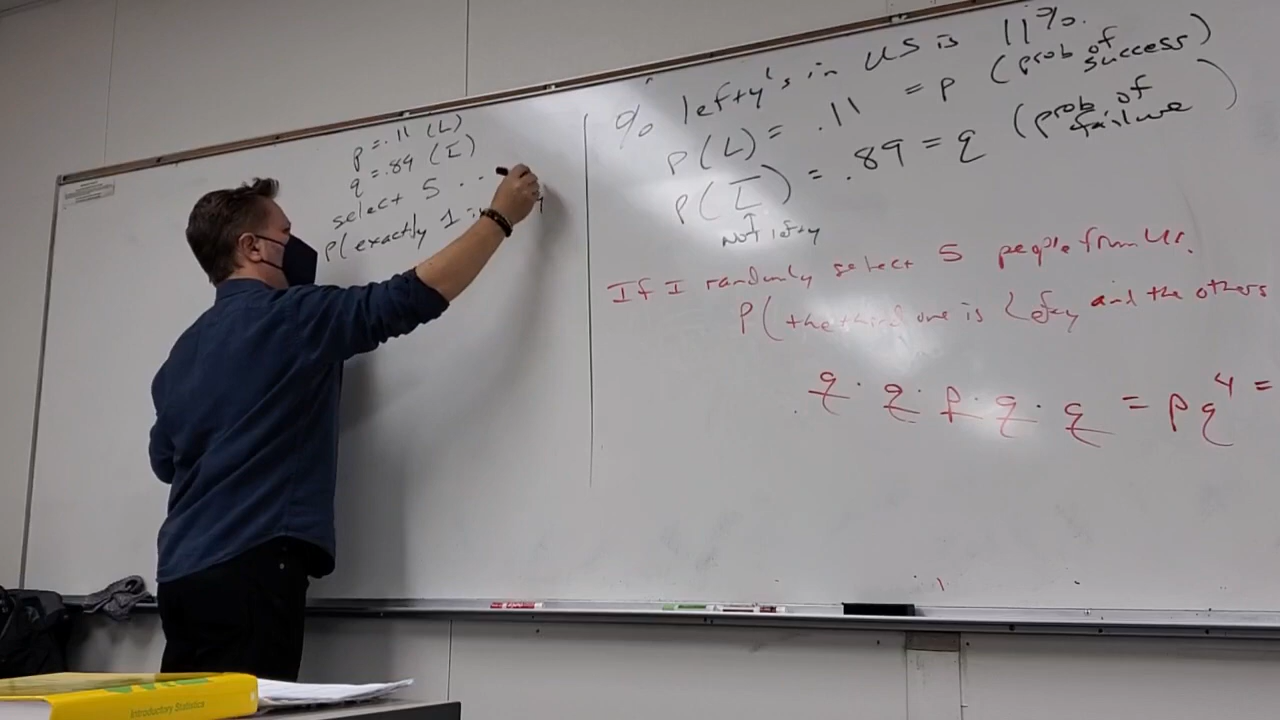 p = .11 (L)
q = .89 (L̅)
select 5 . . .
P(exactly 1 is
% lefty's in US is 11%.
P(L) = .11 = p (prob of success)
P(L̅) = .89 = q (prob of failure)
↑
not lefty
If I randomly select 5 people from US.
P(the third one is Lefty and the others
q · q · p · q · q = pq⁴ =
Introductory Statistics